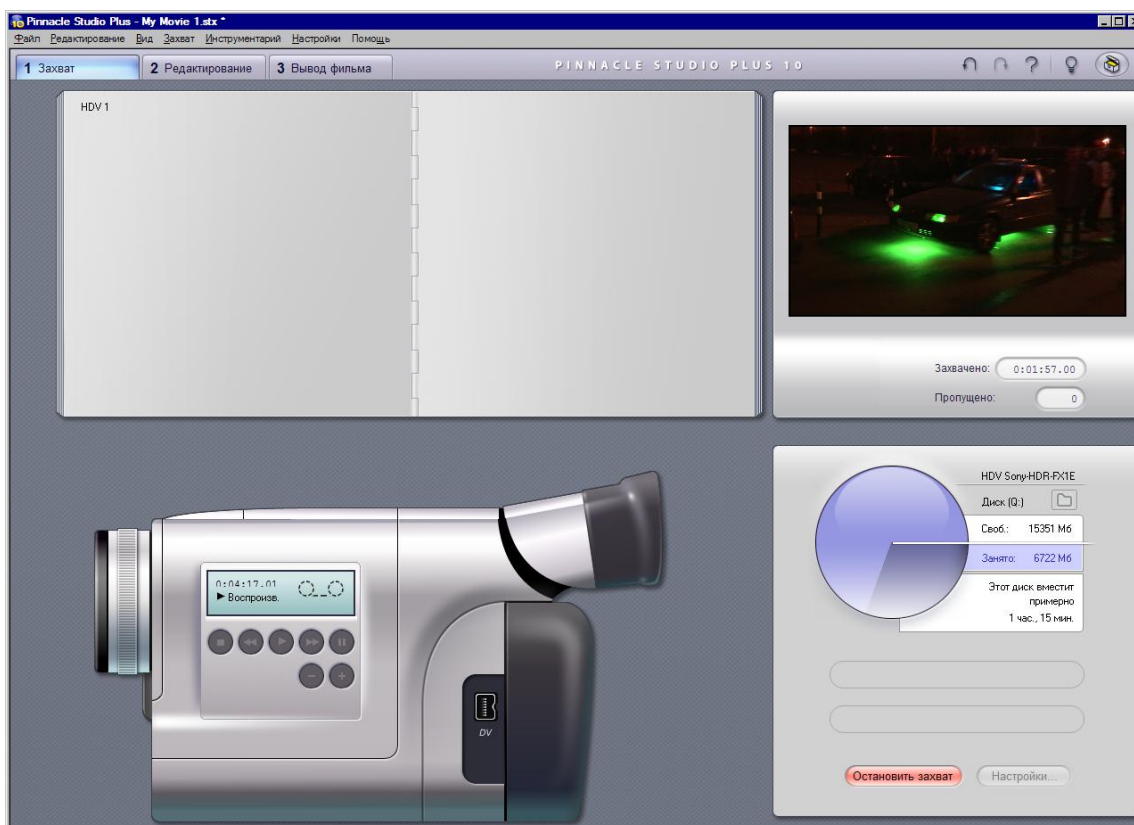 Pinnacle Studio Plus - My Movie 1.stx *
Файл Редактирование Вид Захват Инструментарий Настройки Помощь
1 Захват 2 Редактирование 3 Вывод фильма PINNACLE STUDIO PLUS 10
HDV 1
Захвачено: 0:01:57.00
Пропущено: 0
HDV Sony-HDR-FX1E
Диск (Q:)
Своб.: 15351 Мб
Занято: 6722 Мб
Этот диск вместит
примерно
1 час., 15 мин.
0:04:17.01
Воспроизв.
DV
Остановить захват Настройки...